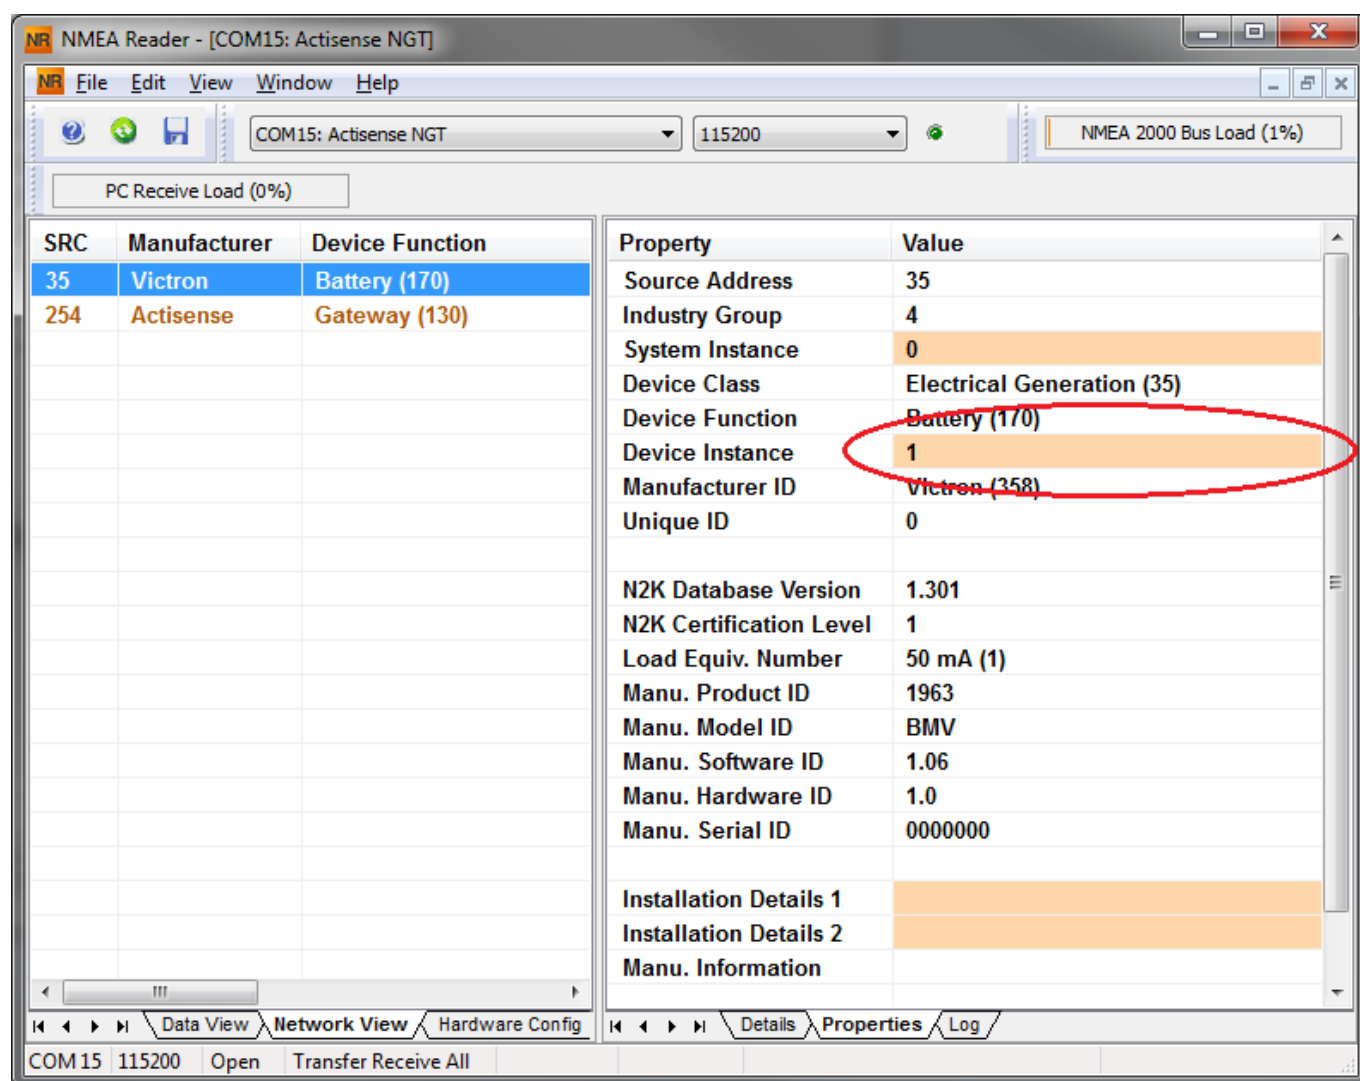 NR NMEA Reader - [COM15: Actisense NGT]
NR File Edit View Window Help
COM15: Actisense NGT 115200 NMEA 2000 Bus Load (1%)
PC Receive Load (0%)
SRC Manufacturer Device Function
35 Victron Battery (170)
254 Actisense Gateway (130)
Property Value
Source Address 35
Industry Group 4
System Instance 0
Device Class Electrical Generation (35)
Device Function Battery (170)
Device Instance 1
Manufacturer ID Victron (358)
Unique ID 0
N2K Database Version 1.301
N2K Certification Level 1
Load Equiv. Number 50 mA (1)
Manu. Product ID 1963
Manu. Model ID BMV
Manu. Software ID 1.06
Manu. Hardware ID 1.0
Manu. Serial ID 0000000
Installation Details 1
Installation Details 2
Manu. Information
Data View Network View Hardware Config
Details Properties Log
COM 15 115200 Open Transfer Receive All